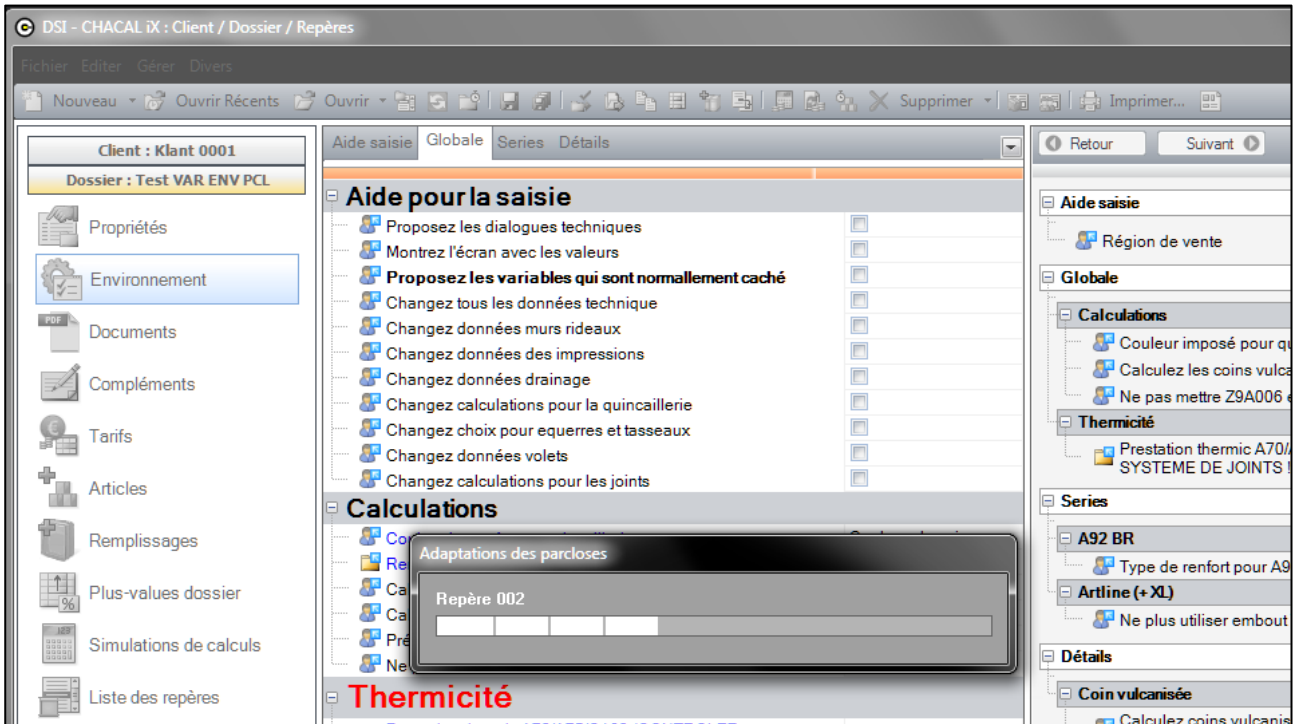 DSI - CHACAL iX : Client / Dossier / Repères
Fichier Editer Gérer Divers
Nouveau Ouvrir Récents Ouvrir Supprimer Imprimer...
Client : Klant 0001
Dossier : Test VAR ENV PCL
Propriétés
Environnement
PDF
Documents
Compléments
Tarifs
Articles
Remplissages
Plus-values dossier
Simulations de calculs
Liste des repères
Aide saisie Globale Series Détails
Aide pour la saisie
Proposez les dialogues techniques
Montrez l'écran avec les valeurs
Proposez les variables qui sont normallement caché
Changez tous les données technique
Changez données murs rideaux
Changez données des impressions
Changez données drainage
Changez calculations pour la quincaillerie
Changez choix pour equerres et tasseaux
Changez données volets
Changez calculations pour les joints
Calculations
Co
Re
Ca
Ca
Pré
Ne
Adaptations des parcloses
Repère 002
Thermicité
Retour Suivant
Aide saisie
Région de vente
Globale
Calculations
Couleur imposé pour qu
Calculez les coins vulca
Ne pas mettre Z9A006 e
Thermicité
Prestation thermic A70/
SYSTEME DE JOINTS !
Series
A92 BR
Type de renfort pour A9
Artline (+ XL)
Ne plus utiliser embout
Détails
Coin vulcanisée
Calculez coins vulcanis